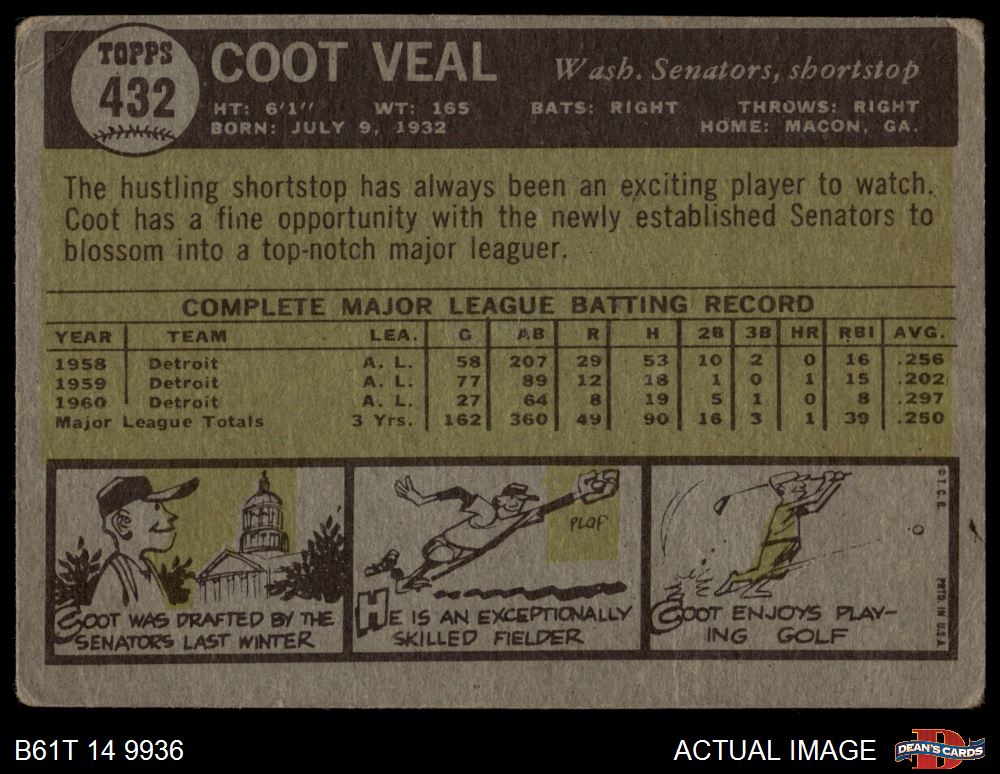 TOPPS
432
COOT VEAL
Wash. Senators, shortstop
HT: 6'1" WT: 165 BATS: RIGHT THROWS: RIGHT
BORN: JULY 9, 1932 HOME: MACON, GA.
The hustling shortstop has always been an exciting player to watch.
Coot has a fine opportunity with the newly established Senators to
blossom into a top-notch major leaguer.
COMPLETE MAJOR LEAGUE BATTING RECORD
YEAR TEAM LEA. G AB R H 2B 3B HR RBI AVG.
1958 Detroit A. L. 58 207 29 53 10 2 0 16 .256
1959 Detroit A. L. 77 89 12 18 1 0 1 15 .202
1960 Detroit A. L. 27 64 8 19 5 1 0 8 .297
Major League Totals 3 Yrs. 162 360 49 90 16 3 1 39 .250
COOT WAS DRAFTED BY THE
SENATORS LAST WINTER
PLOP
HE IS AN EXCEPTIONALLY
SKILLED FIELDER
COOT ENJOYS PLAY-
ING GOLF
© T.C.G.
PRTD. IN U.S.A.
B61T 14 9936
ACTUAL IMAGE
DEAN'S CARDS